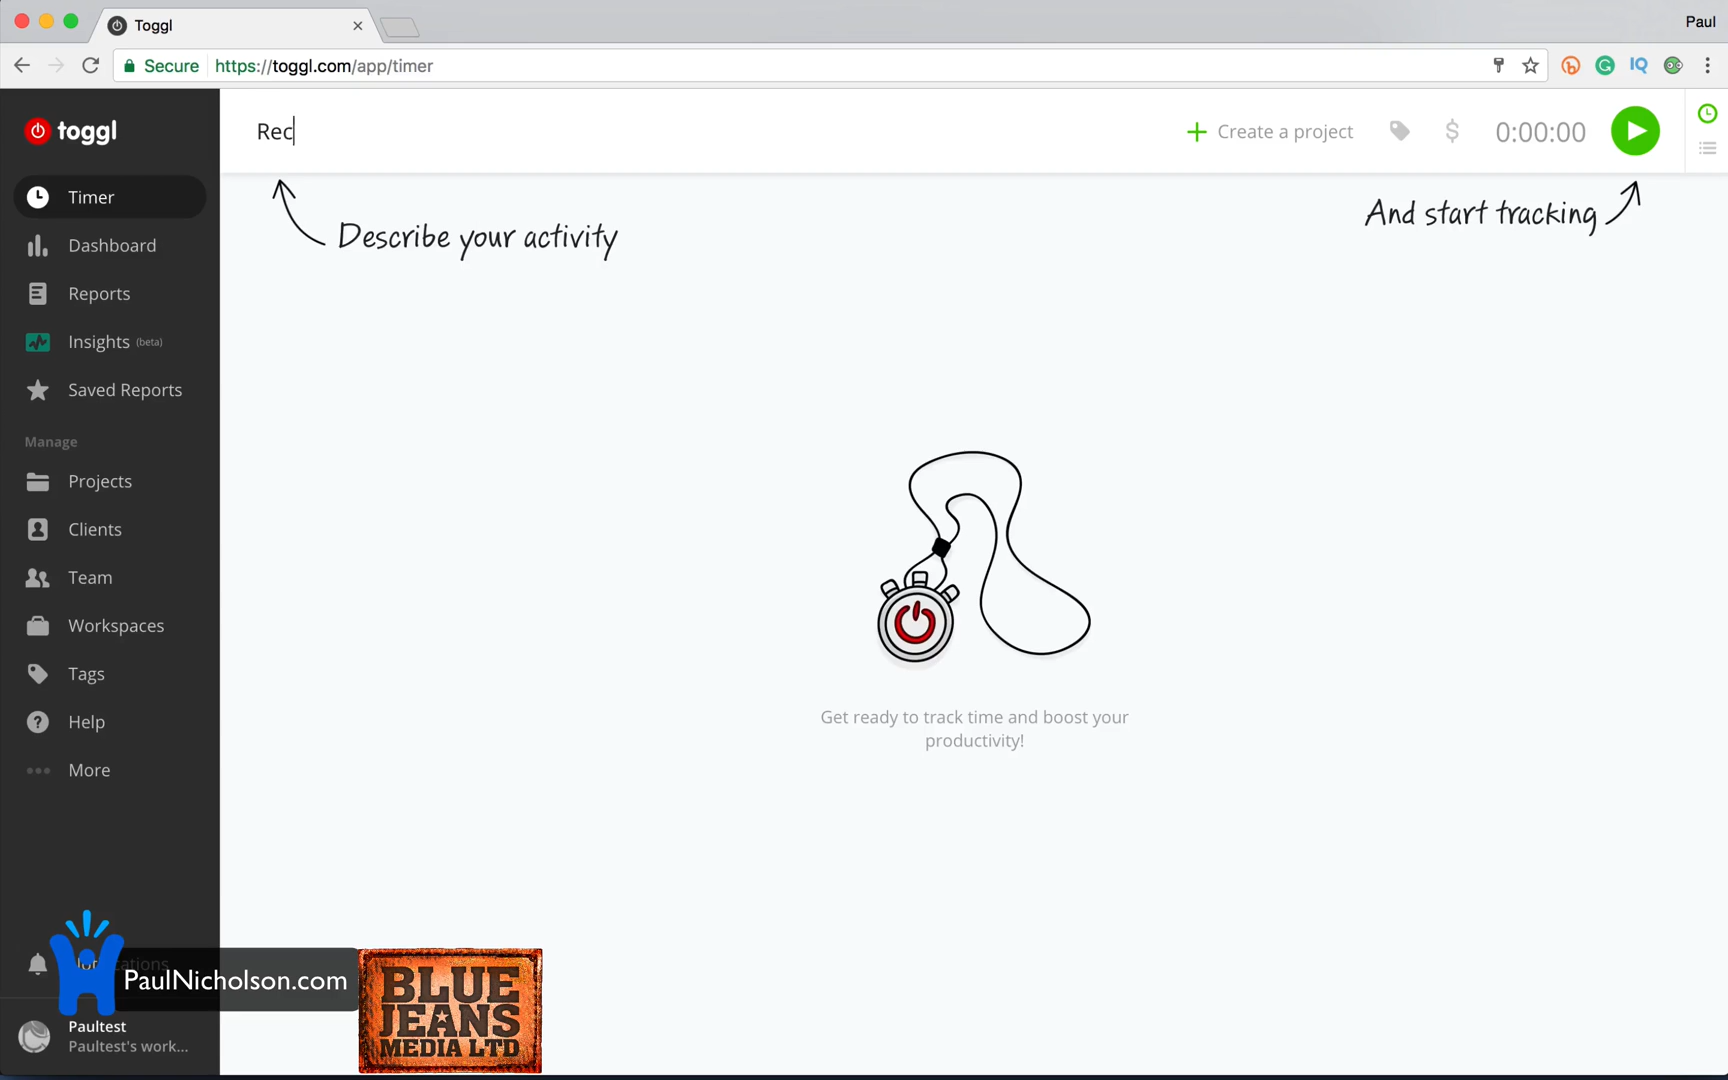 Toggl
Paul
Secure
https://toggl.com/app/timer
IQ
toggl
Rec
Create a project
0:00:00
Describe your activity
And start tracking
Timer
Dashboard
Reports
Insights (beta)
Saved Reports
Manage
Projects
Clients
Team
Workspaces
Tags
Help
More
Get ready to track time and boost your
productivity!
PaulNicholson.com
BLUE
JEANS
MEDIA LTD
Paultest
Paultest's work...